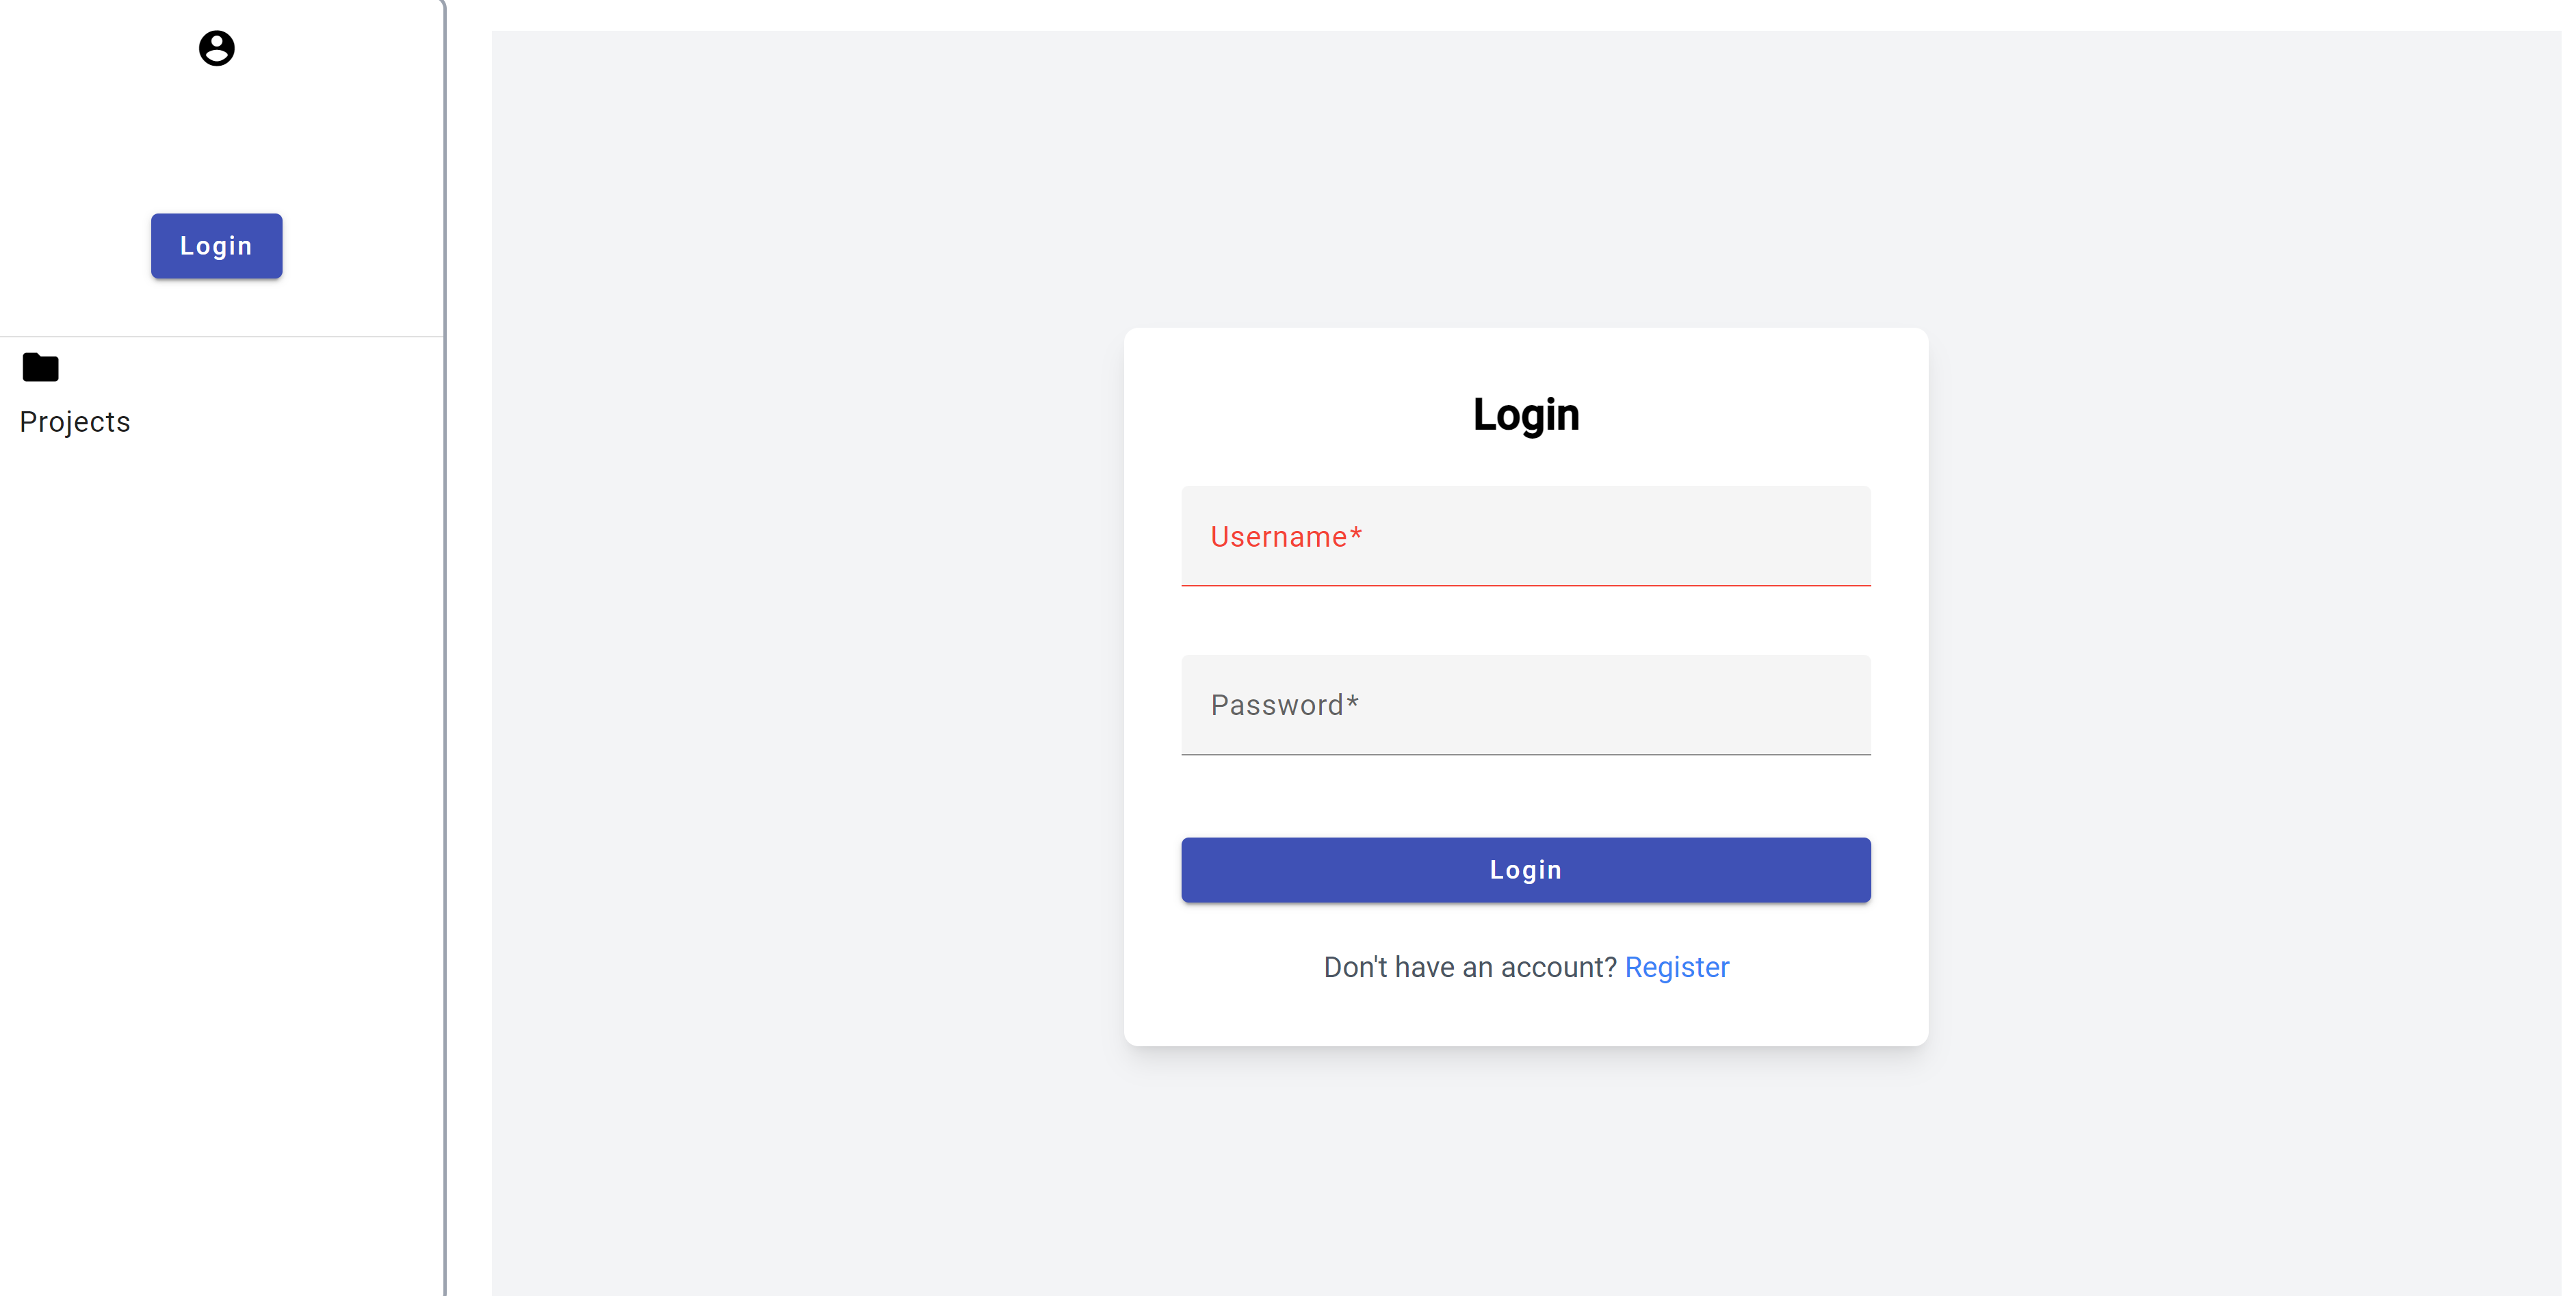 Login
Projects
Login
Username*
Password*
Login
Don't have an account? Register